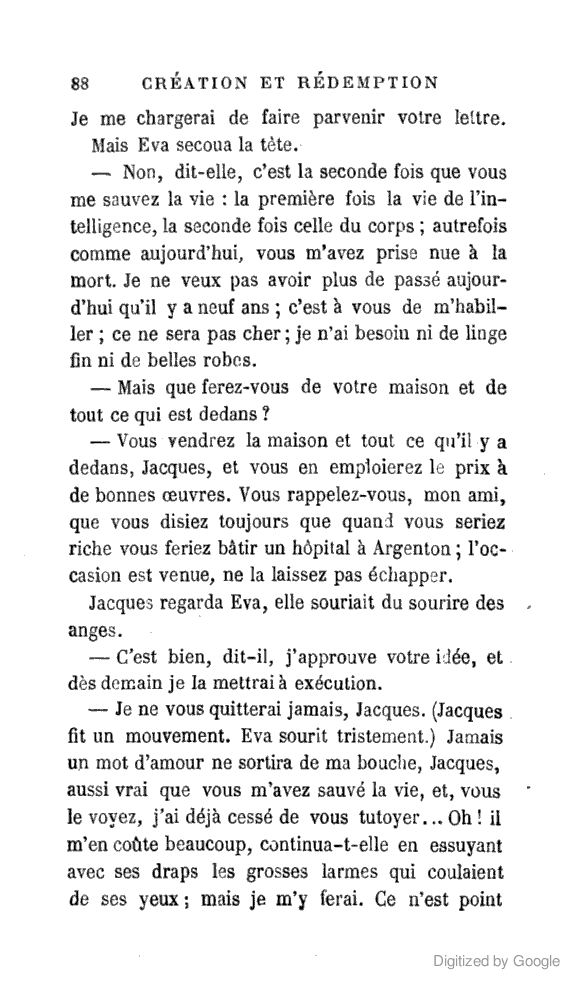 88 CRÉATION ET RÉDEMPTION
Je me chargerai de faire parvenir votre lettre.
Mais Eva secoua la tête.
— Non, dit-elle, c'est la seconde fois que vous
me sauvez la vie : la première fois la vie de l'in-
telligence, la seconde fois celle du corps ; autrefois
comme aujourd'hui, vous m'avez prise nue à la
mort. Je ne veux pas avoir plus de passé aujour-
d'hui qu'il y a neuf ans ; c'est à vous de m'habil-
ler ; ce ne sera pas cher ; je n'ai besoin ni de linge
fin ni de belles robes.
— Mais que ferez-vous de votre maison et de
tout ce qui est dedans ?
— Vous vendrez la maison et tout ce qu'il y a
dedans, Jacques, et vous en emploierez le prix à
de bonnes œuvres. Vous rappelez-vous, mon ami,
que vous disiez toujours que quand vous seriez
riche vous feriez bâtir un hôpital à Argenton ; l'oc-
casion est venue, ne la laissez pas échapper.
Jacques regarda Eva, elle souriait du sourire des
anges.
— C'est bien, dit-il, j'approuve votre idée, et
dès demain je la mettrai à exécution.
— Je ne vous quitterai jamais, Jacques. (Jacques
fit un mouvement. Eva sourit tristement.) Jamais
un mot d'amour ne sortira de ma bouche, Jacques,
aussi vrai que vous m'avez sauvé la vie, et, vous
le voyez, j'ai déjà cessé de vous tutoyer... Oh ! il
m'en coûte beaucoup, continua-t-elle en essuyant
avec ses draps les grosses larmes qui coulaient
de ses yeux ; mais je m'y ferai. Ce n'est point
Digitized by Google